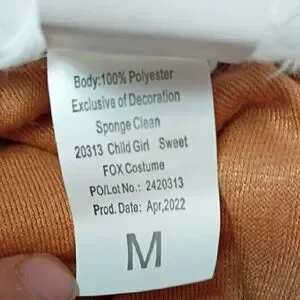 Body:100% Polyester
Exclusive of Decoration
Sponge Clean
20313 Child Girl Sweet
FOX Costume
PO/Lot No.: 2420313
Prod. Date: Apr,2022
M